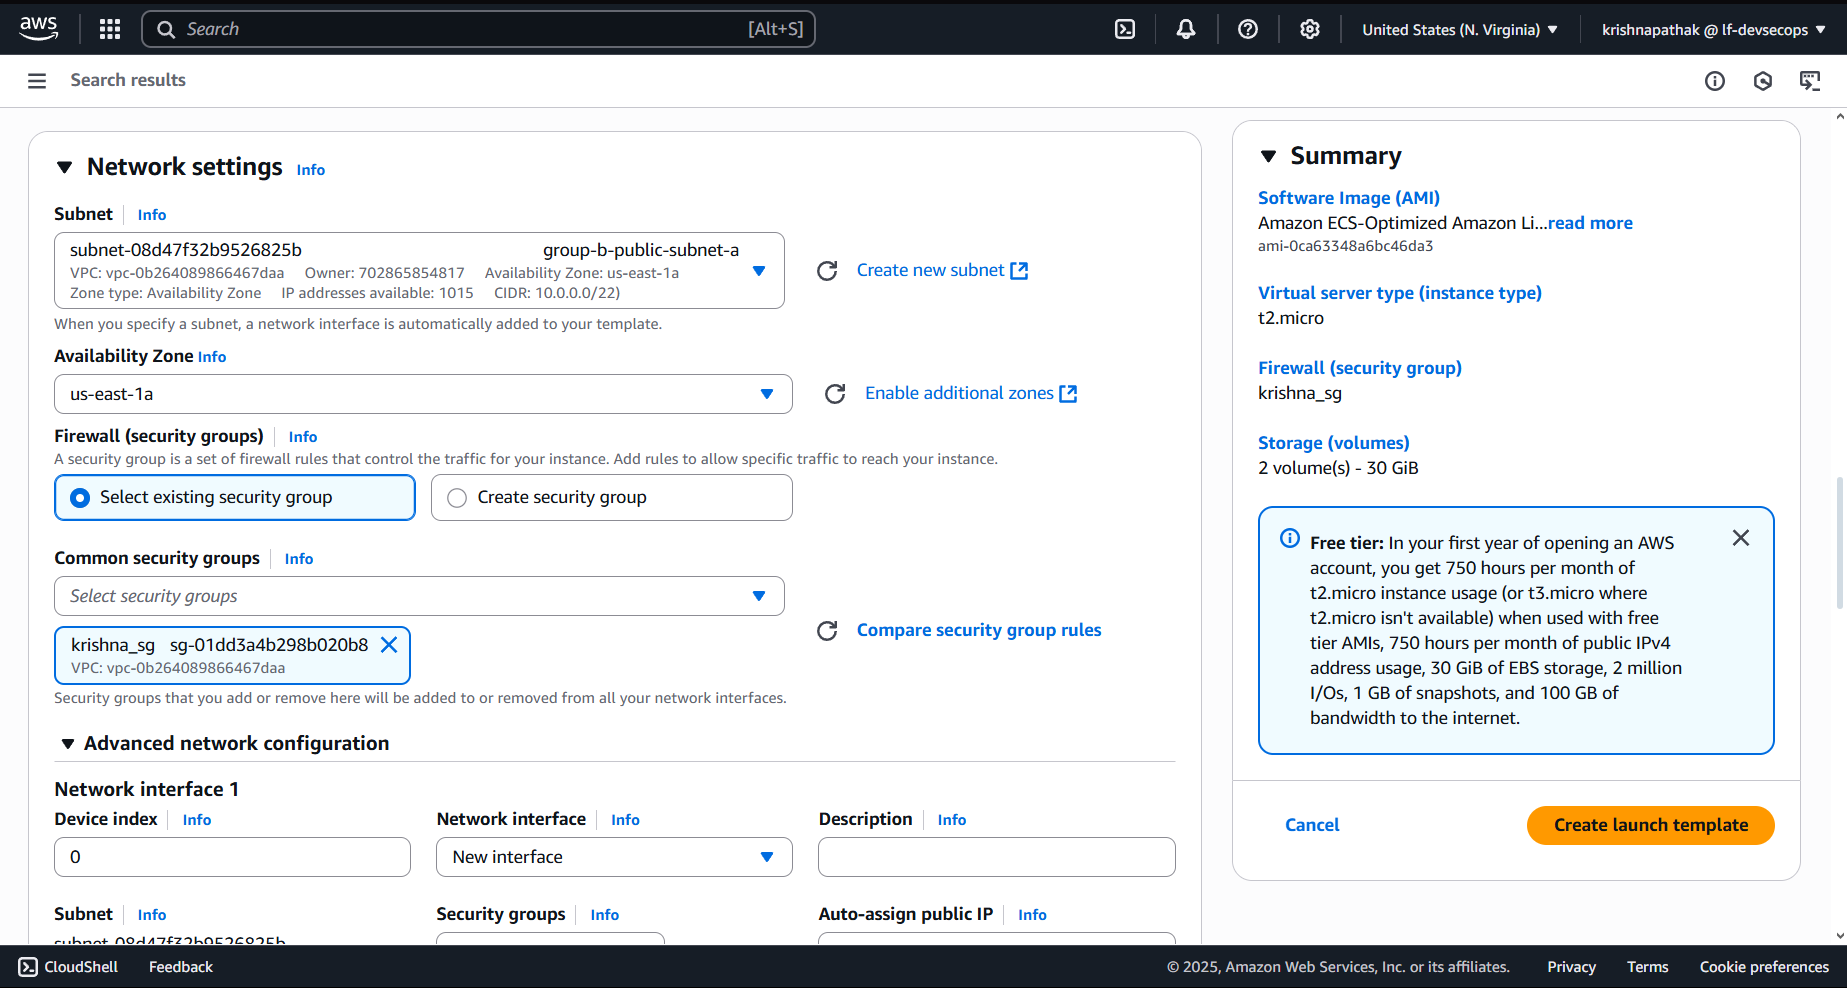 aws
Search [Alt+S]
United States (N. Virginia)
krishnapathak @ lf-devsecops
Search results
Network settings Info
Subnet Info
subnet-08d47f32b9526825b group-b-public-subnet-a
VPC: vpc-0b264089866467daa Owner: 702865854817 Availability Zone: us-east-1a
Zone type: Availability Zone IP addresses available: 1015 CIDR: 10.0.0.0/22)
Create new subnet
When you specify a subnet, a network interface is automatically added to your template.
Availability Zone Info
us-east-1a
Enable additional zones
Firewall (security groups) Info
A security group is a set of firewall rules that control the traffic for your instance. Add rules to allow specific traffic to reach your instance.
Select existing security group
Create security group
Common security groups Info
Select security groups
krishna_sg sg-01dd3a4b298b020b8
VPC: vpc-0b264089866467daa
Compare security group rules
Security groups that you add or remove here will be added to or removed from all your network interfaces.
Advanced network configuration
Network interface 1
Device index Info
0
Network interface Info
New interface
Description Info
Subnet Info
subnet-08d47f32b9526825b
Security groups Info
Auto-assign public IP Info
Summary
Software Image (AMI)
Amazon ECS-Optimized Amazon Li...read more
ami-0ca63348a6bc46da3
Virtual server type (instance type)
t2.micro
Firewall (security group)
krishna_sg
Storage (volumes)
2 volume(s) - 30 GiB
Free tier: In your first year of opening an AWS
account, you get 750 hours per month of
t2.micro instance usage (or t3.micro where
t2.micro isn't available) when used with free
tier AMIs, 750 hours per month of public IPv4
address usage, 30 GiB of EBS storage, 2 million
I/Os, 1 GB of snapshots, and 100 GB of
bandwidth to the internet.
Cancel
Create launch template
CloudShell
Feedback
© 2025, Amazon Web Services, Inc. or its affiliates.
Privacy
Terms
Cookie preferences